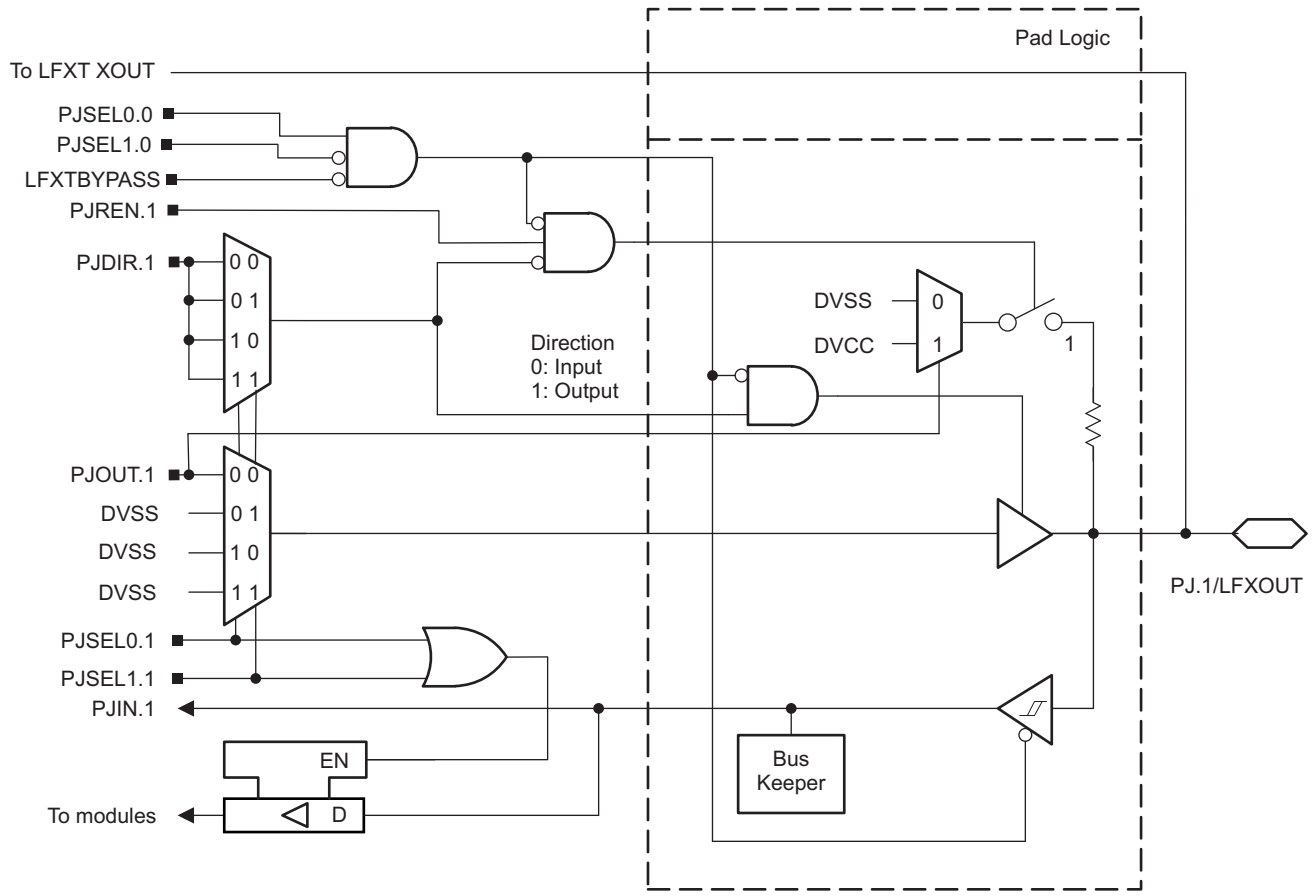 Pad Logic
To LFXT XOUT
PJSEL0.0
PJSEL1.0
LFXTBYPASS
PJREN.1
PJDIR.1
0 0
0 1
1 0
1 1
Direction
0: Input
1: Output
DVSS
0
DVCC
1
1
PJOUT.1
0 0
DVSS
0 1
DVSS
1 0
DVSS
1 1
PJ.1/LFXOUT
PJSEL0.1
PJSEL1.1
PJIN.1
Bus
Keeper
EN
To modules
D